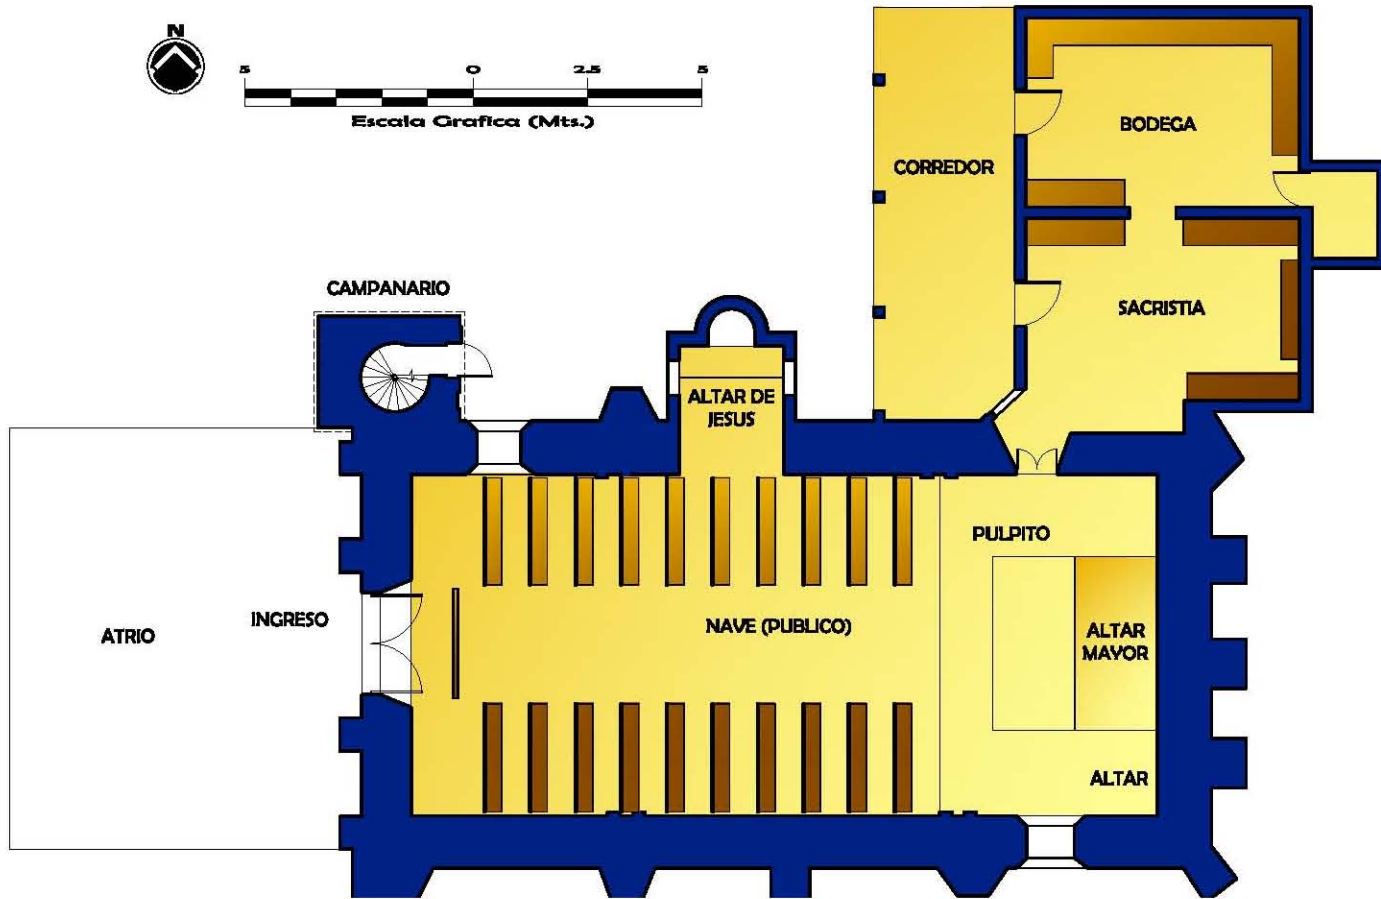 N
5 0 2.5 5
Escala Grafica (Mts.)
BODEGA
CORREDOR
CAMPANARIO
SACRISTIA
ALTAR DE
JESUS
PULPITO
INGRESO
ATRIO
NAVE (PUBLICO)
ALTAR
MAYOR
ALTAR